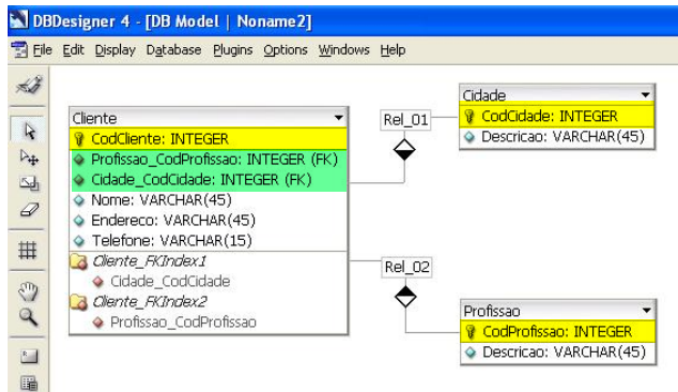 DBDesigner 4 - [DB Model | Noname2]
File Edit Display Database Plugins Options Windows Help
Cliente
CodCliente: INTEGER
Profissao_CodProfissao: INTEGER (FK)
Cidade_CodCidade: INTEGER (FK)
Nome: VARCHAR(45)
Endereco: VARCHAR(45)
Telefone: VARCHAR(15)
Cliente_FKIndex1
Cidade_CodCidade
Cliente_FKIndex2
Profissao_CodProfissao
Rel_01
Cidade
CodCidade: INTEGER
Descricao: VARCHAR(45)
Rel_02
Profissao
CodProfissao: INTEGER
Descricao: VARCHAR(45)